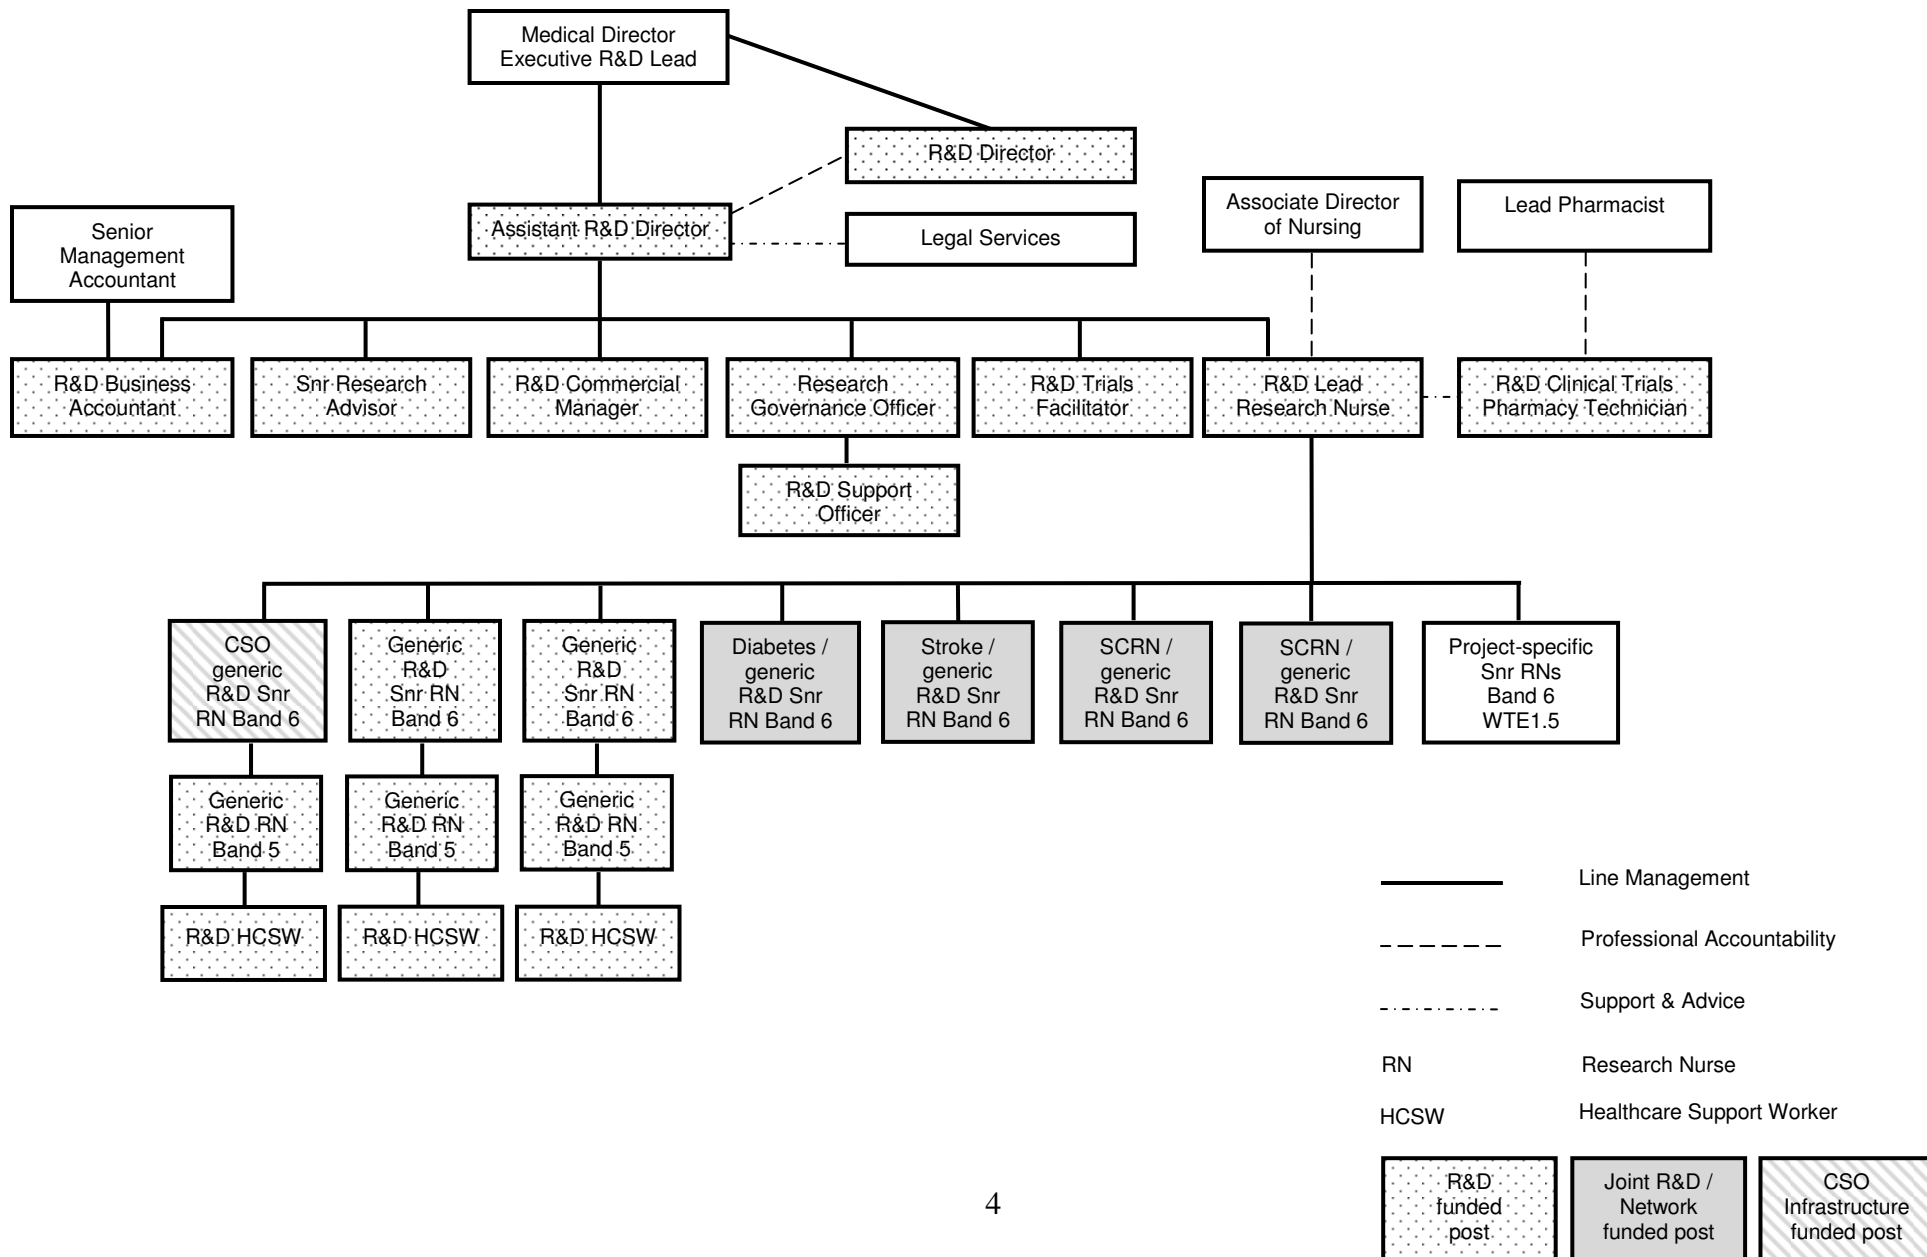 Medical Director
Executive R&D Lead
R&D Director
Associate Director
of Nursing
Lead Pharmacist
Senior
Management
Accountant
Assistant R&D Director
Legal Services
R&D Business
Accountant
Snr Research
Advisor
R&D Commercial
Manager
Research
Governance Officer
R&D Trials
Facilitator
R&D Lead
Research Nurse
R&D Clinical Trials
Pharmacy Technician
R&D Support
Officer
CSO
generic
R&D Snr
RN Band 6
Generic
R&D
Snr RN
Band 6
Generic
R&D
Snr RN
Band 6
Diabetes /
generic
R&D Snr
RN Band 6
Stroke /
generic
R&D Snr
RN Band 6
SCRN /
generic
R&D Snr
RN Band 6
SCRN /
generic
R&D Snr
RN Band 6
Project-specific
Snr RNs
Band 6
WTE1.5
Generic
R&D RN
Band 5
Generic
R&D RN
Band 5
Generic
R&D RN
Band 5
R&D HCSW
R&D HCSW
R&D HCSW
Line Management
Professional Accountability
Support & Advice
RN Research Nurse
HCSW Healthcare Support Worker
R&D
funded
post
Joint R&D /
Network
funded post
CSO
Infrastructure
funded post
4